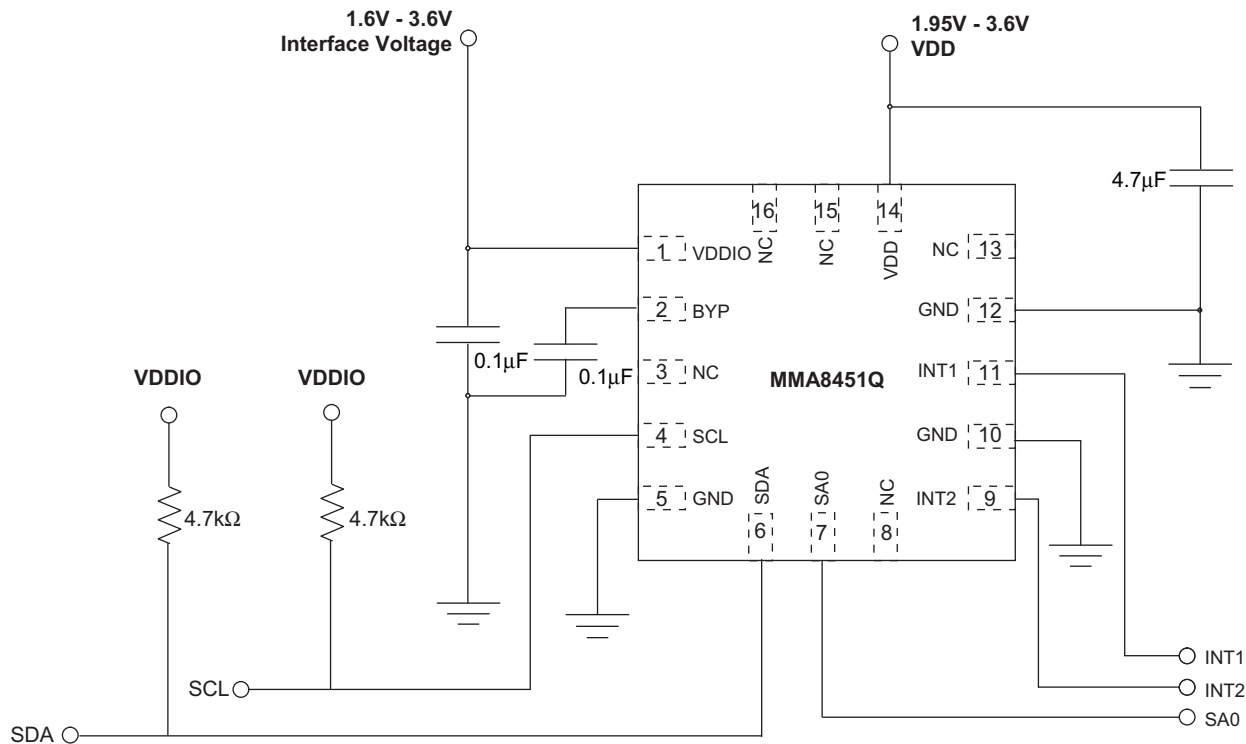 1.6V - 3.6V
Interface Voltage
1.95V - 3.6V
VDD
4.7μF
16
NC
15
NC
14
VDD
1
VDDIO
NC
13
2
BYP
GND
12
0.1μF
0.1μF
3
NC
MMA8451Q
INT1
11
VDDIO
VDDIO
4
SCL
GND
10
5
GND
SDA
6
SA0
7
NC
8
INT2
9
4.7kΩ
4.7kΩ
INT1
SCL
INT2
SA0
SDA